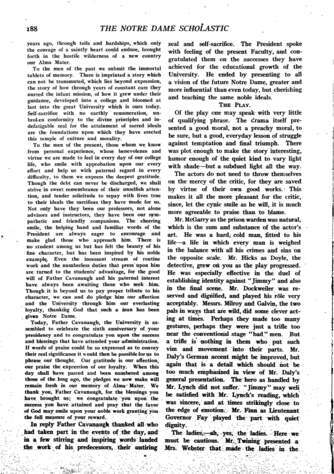 188
THE NOTRE DAME SCHOLASTIC
years ago, through toils and hardships, which only
the courage of a saintly heart could endure, brought
forth in the hostile wilderness of a new country
our Alma Mater.
To the men of the past we submit the immortal
tablets of memory. There is imprinted a story which
can not be transmuted, which lies beyond expression,
the story of how through years of constant care they
nursed the infant mission, of how it grew under their
guidance, developed into a college and bloomed at
last into the great University which is ours today.
Self-sacrifice with no earthly remuneration, un-
broken conformity to the divine principles and in-
defatigable zeal for the attainment of sacred ideals
are the foundations upon which they have erected
this temple of culture and morality.
To the men of the present, those whom we know
from personal experience, whose benevolence and
virtue we are made to feel in every day of our college
life, who smile with approbation upon our every
effort and help us with paternal regard in every
difficulty, to them we express the deepest gratitude.
Though the debt can never be discharged, we shall
strive in sweet remembrance of their unselfish atten-
tion, and tender solicitude to repay with lives true
to their ideals the sacrifices they have made for us.
Not only have they been our professors, not alone
advisors and instructors, they have been our sym-
pathetic and friendly companions. The cheering
smile, the helping hand and familiar words of the
President are always eager to encourage and
make glad those who approach him. There is
no student among us but has felt the beauty of his
fine character, but has been inspired by his noble
example. Even the incessant stream of routine
work and the numberless duties that press upon him
are turned to the students' advantage, for the good
will of Father Cavanaugh and his paternal interest
have always been awaiting those who seek him.
Though it is beyond us to pay proper tribute to his
character, we can and do pledge him our affection
and the University through him our everlasting
loyalty, thanking God that such a man has been
given Notre Dame.
Today, Father Cavanaugh, the University is as-
sembled to celebrate the sixth anniversary of your
presidency and to congratulate you upon the success
and blessings that have attended your administration.
If words of praise could be so expressed as to convey
their real significance it would then be possible for us to
phrase our thought. Our gratitude is our affection,
our praise the expression of our loyalty. When this
day shall have passed and been numbered among
those of the long ago, the pledges we now make will
remain fresh in our memory of Alma Mater. We
thank you, Father Cavanaugh, for the blessings you
have brought us; we congratulate you upon the
success you have attained and pray that the favor
of God may smile upon your noble work granting you
the full measure of your reward.
In reply Father Cavanaugh thanked all who
had taken part in the events of the day, and
in a few stirring and inspiring words lauded
the work of his predecessors, their unselfish
zeal and self-sacrifice. The President spoke
with feeling of the present Faculty, and con-
gratulated them on the successes they have
achieved for the educational growth of the
University. He ended by presenting to all
a vision of the future Notre Dame, greater and
more influential than even today, but cherishing
and teaching the same noble ideals.
THE PLAY.
Of the play one may speak with very little
of qualifying phrase. The drama itself pre-
sented a good moral, not a preachy moral, to
be sure, but a good, everyday lesson of struggle
against temptation and final triumph. There
was plot enough to make the story interesting,
humor enough of the quiet kind to vary light
with shade—but a subdued light all the way.
The actors do not need to throw themselves
on the mercy of the critic, for they are saved
by virtue of their own good works. This
makes it all the more pleasant for the critic,
since, let the cynic smile as he will, it is much
more agreeable to praise than to blame.
Mr. McGarry as the prison warden was natural,
which is the sum and substance of the actor's
art. He was a hard, cold man, fitted to his
life—a life in which every man is weighed
in the balance with all his crimes and sins on
the opposite scale. Mr. Hicks as Doyle, the
detective, grew on you as the play progressed.
He was especially effective in the duel of
establishing identity against "Jimmy" and also
in the final scene. Mr. Dockweiler was re-
served and dignified, and played his rôle very
acceptably. Messrs. Milroy and Galvin, the two
pals in ways that are wild, did some clever act-
ing at times. Perhaps they made too many
gestures, perhaps they were just a trifle too
near the conventional stage "bad" men. But
a trifle is nothing in them who put such
vim and movement into their parts. Mr.
Daly's German accent might be improved, but
again that is a detail which should not be
too much emphasized in view of Mr. Daly's
general presentation. The hero as handled by
Mr. Lynch did not suffer. "Jimmy" may well
be satisfied with Mr. Lynch's reading, which
was sincere, and at times strikingly close to
the edge of emotion. Mr. Finn as Lieutenant
Governor Fay played the part with quiet
dignity.
The ladies,—ah, yes, the ladies. Here we
must be cautious. Mr. Twining presented a
Mrs. Webster that made the ladies in the